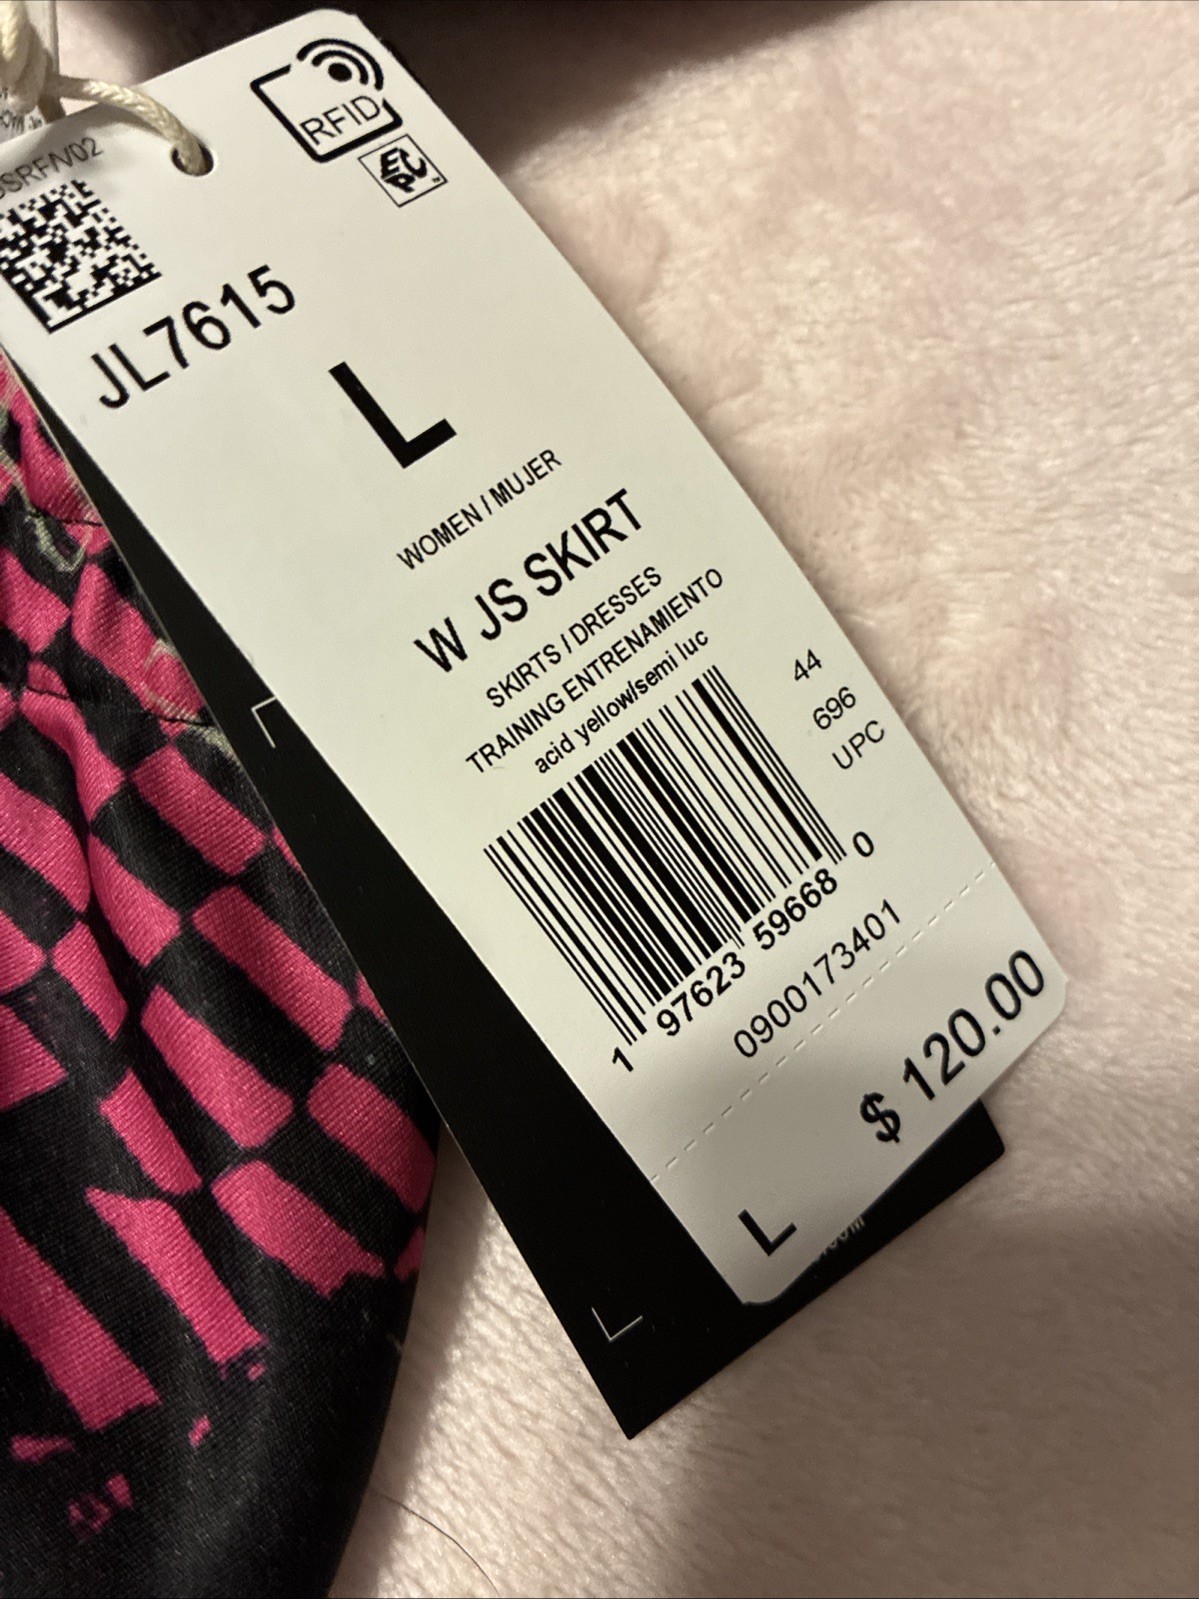 RFID
EPC
JL7615
L
WOMEN / MUJER
W JS SKIRT
SKIRTS / DRESSES
TRAINING ENTRENAMIENTO
acid yellow/semi luc
44
696
UPC
1 97623 59668 0
0900173401
$ 120.00
L